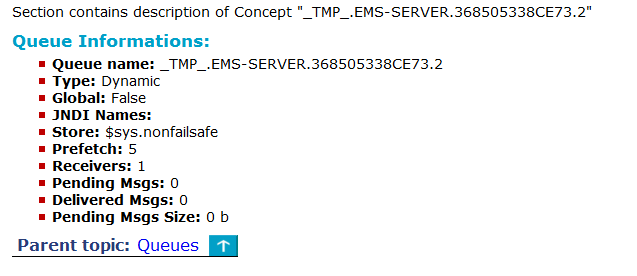 Section contains description of Concept "_TMP_.EMS-SERVER.368505338CE73.2"
Queue Informations:
Queue name: _TMP_.EMS-SERVER.368505338CE73.2
Type: Dynamic
Global: False
JNDI Names:
Store: $sys.nonfailsafe
Prefetch: 5
Receivers: 1
Pending Msgs: 0
Delivered Msgs: 0
Pending Msgs Size: 0 b
Parent topic: Queues